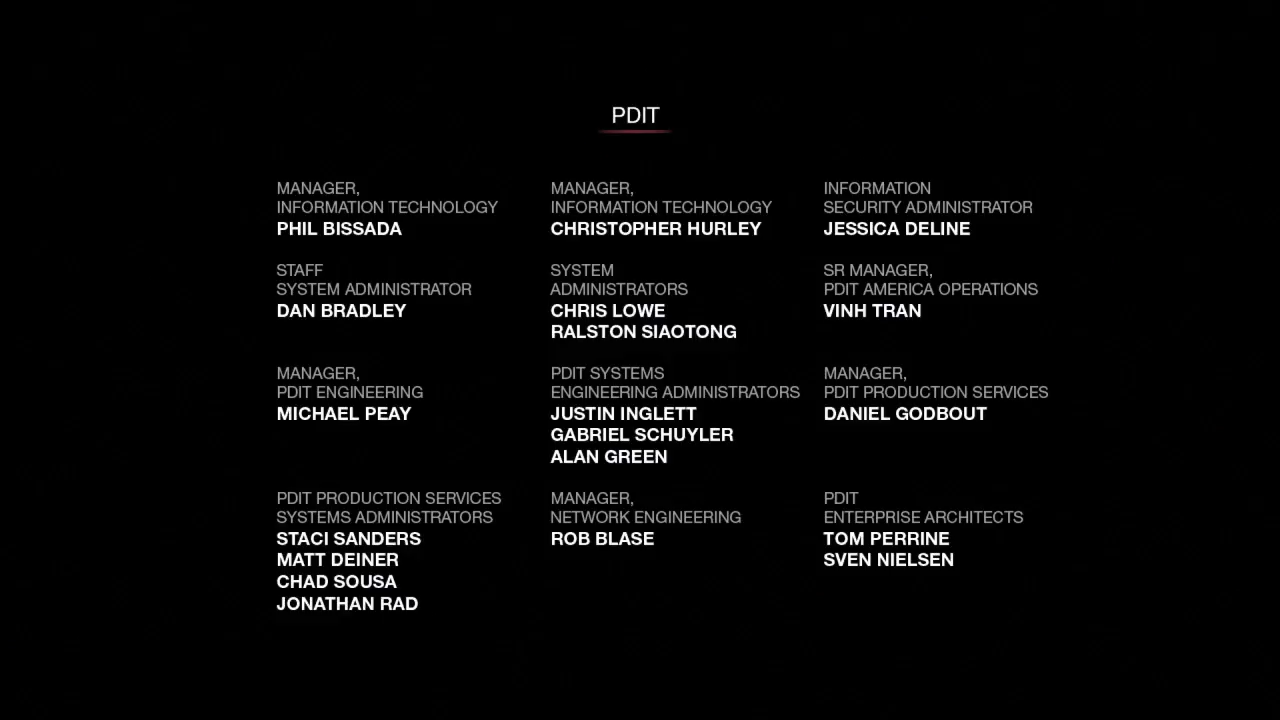 PDIT
MANAGER,
INFORMATION TECHNOLOGY
PHIL BISSADA
MANAGER,
INFORMATION TECHNOLOGY
CHRISTOPHER HURLEY
INFORMATION
SECURITY ADMINISTRATOR
JESSICA DELINE
STAFF
SYSTEM ADMINISTRATOR
DAN BRADLEY
SYSTEM
ADMINISTRATORS
CHRIS LOWE
RALSTON SIAOTONG
SR MANAGER,
PDIT AMERICA OPERATIONS
VINH TRAN
MANAGER,
PDIT ENGINEERING
MICHAEL PEAY
PDIT SYSTEMS
ENGINEERING ADMINISTRATORS
JUSTIN INGLETT
GABRIEL SCHUYLER
ALAN GREEN
MANAGER,
PDIT PRODUCTION SERVICES
DANIEL GODBOUT
PDIT PRODUCTION SERVICES
SYSTEMS ADMINISTRATORS
STACI SANDERS
MATT DEINER
CHAD SOUSA
JONATHAN RAD
MANAGER,
NETWORK ENGINEERING
ROB BLASE
PDIT
ENTERPRISE ARCHITECTS
TOM PERRINE
SVEN NIELSEN